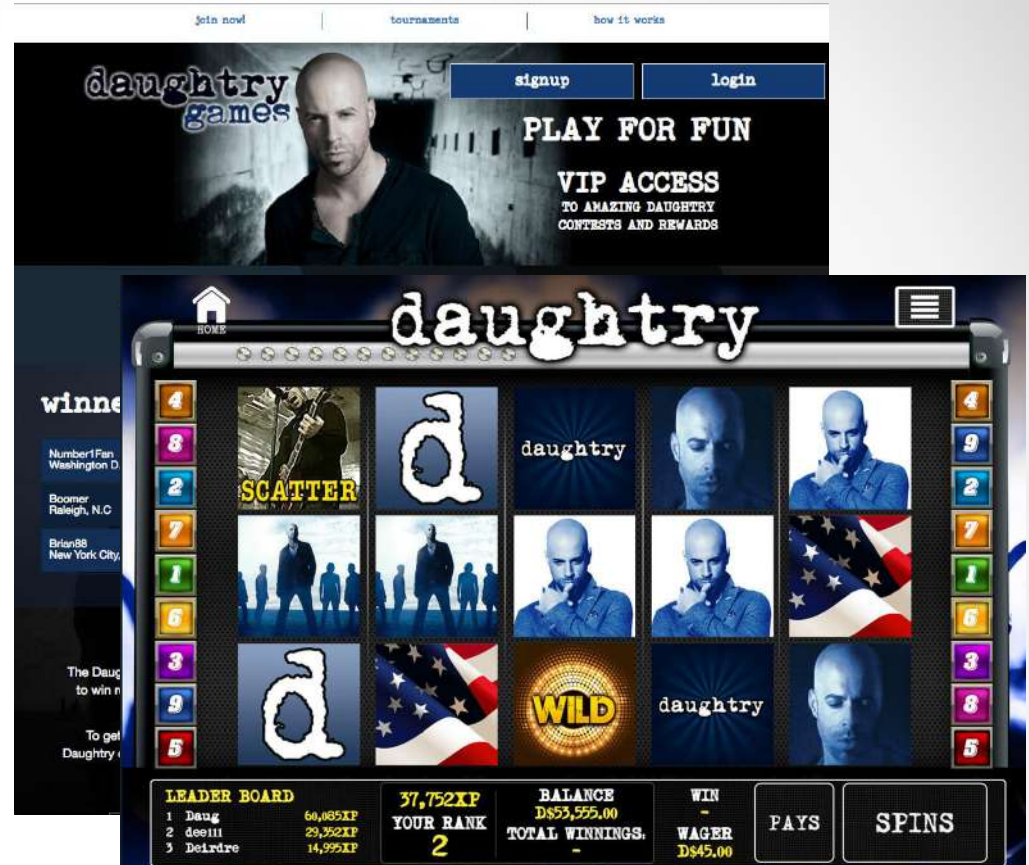 join now!
tournaments
how it works
daughtry
games
signup
login
PLAY FOR FUN
VIP ACCESS
TO AMAZING DAUGHTRY
CONTESTS AND REWARDS
winne
Number1Fan
Washington D.
Boomer
Raleigh, N.C
Brian88
New York City,
The Daug
to win
To get
Daughtry
HOME
daughtry
4
8
2
7
1
6
3
9
5
SCATTER
d
daughtry
d
WILD
daughtry
4
9
2
7
1
6
3
8
5
LEADER BOARD
1 Daug 60,085XP
2 dee111 29,352XP
3 Deirdre 14,995XP
37,752XP
YOUR RANK
2
BALANCE
D$53,555.00
TOTAL WINNINGS:
-
WIN
-
WAGER
D$45.00
PAYS
SPINS